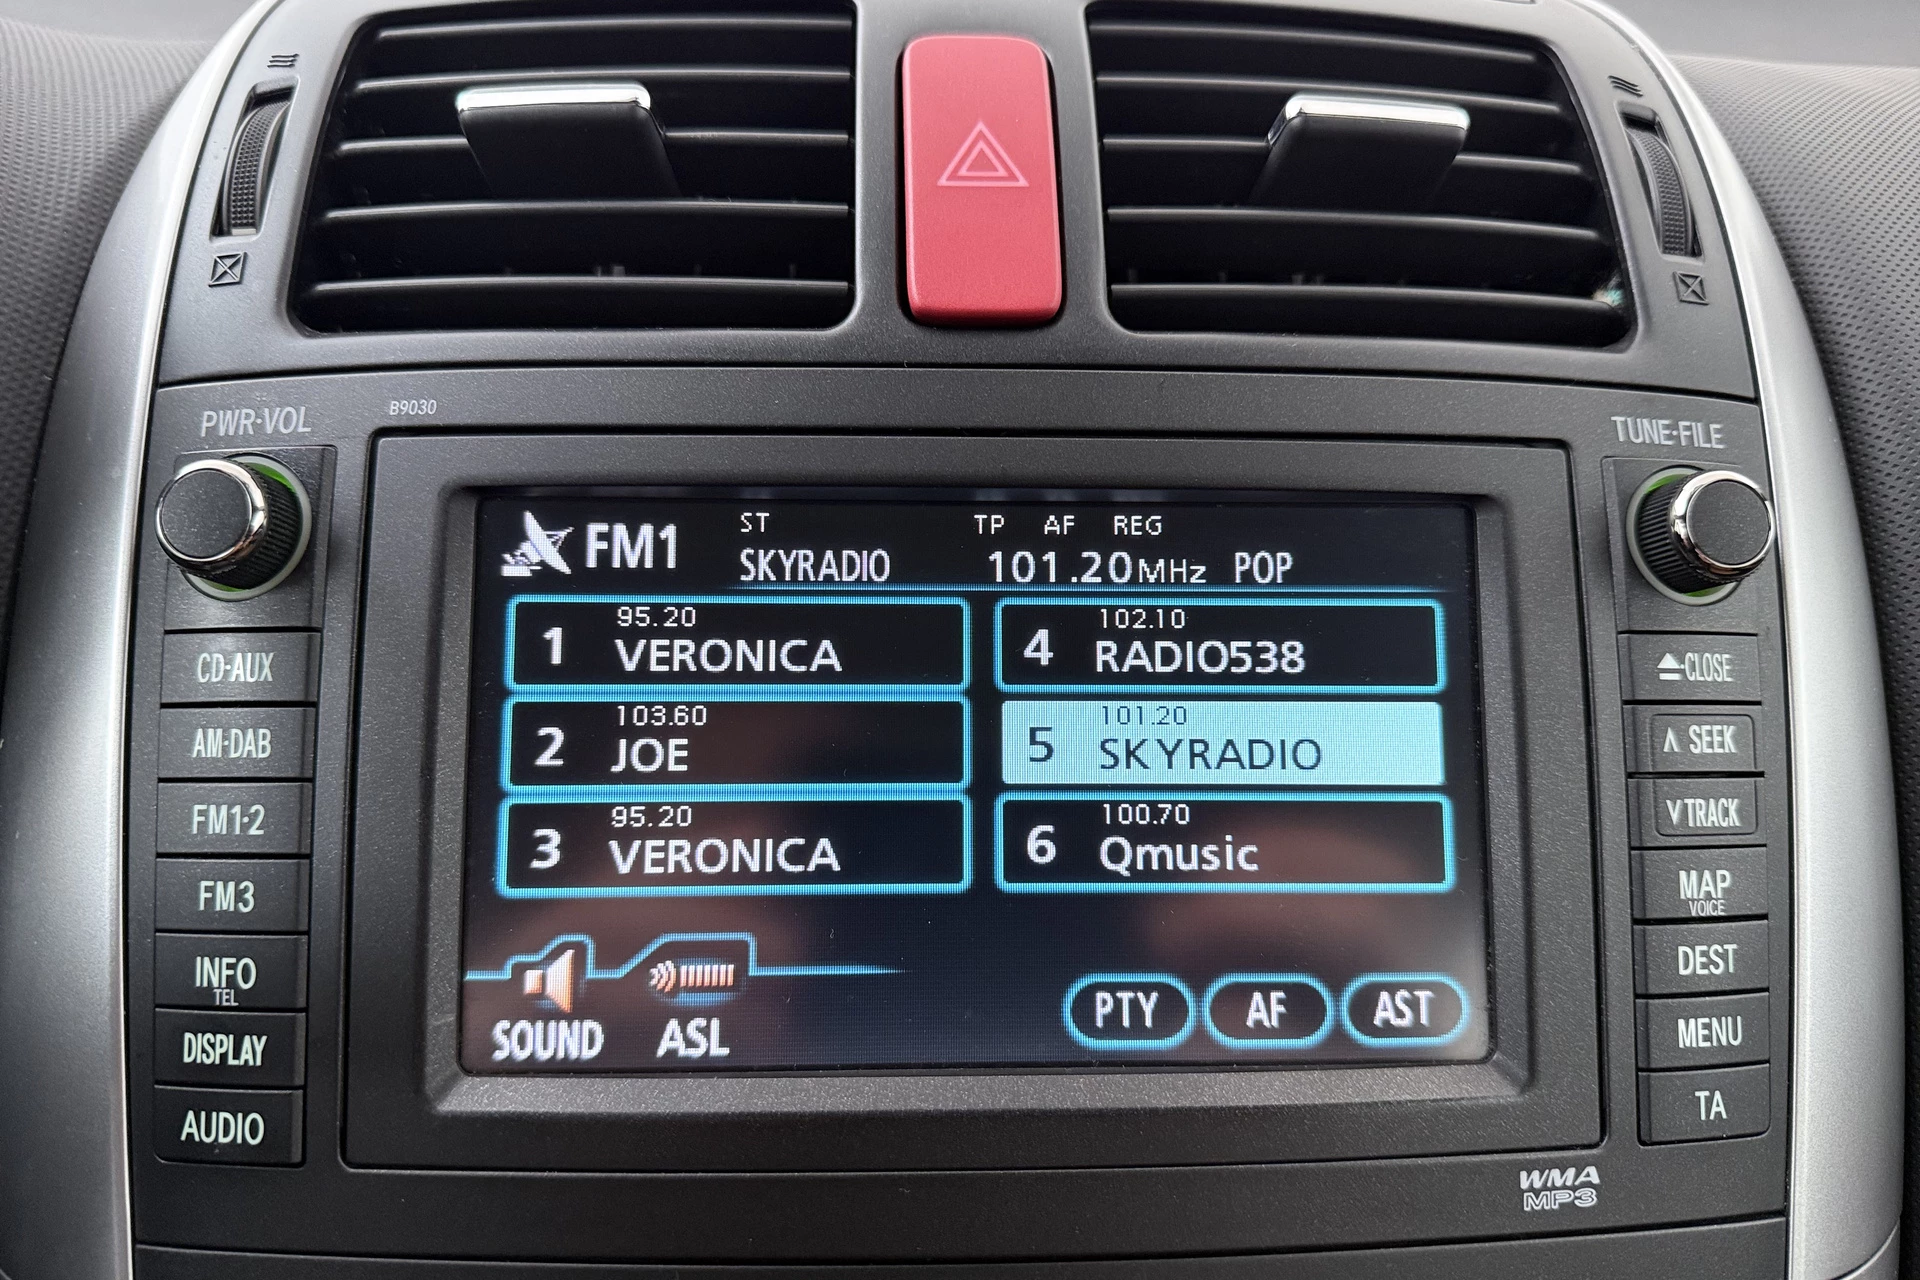 PWR·VOL
B9030
TUNE·FILE
FM1
ST
TP AF REG
SKYRADIO
101.20MHz POP
1
95.20
VERONICA
4
102.10
RADIO538
2
103.60
JOE
5
101.20
SKYRADIO
3
95.20
VERONICA
6
100.70
Qmusic
SOUND
ASL
PTY
AF
AST
CD·AUX
AM·DAB
FM1·2
FM3
INFO
TEL
DISPLAY
AUDIO
⏏·CLOSE
∧ SEEK
∨ TRACK
MAP
VOICE
DEST
MENU
TA
WMA
MP3